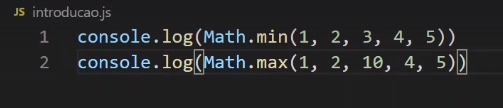 JS introducao.js
1 console.log(Math.min(1, 2, 3, 4, 5))
2 console.log(Math.max(1, 2, 10, 4, 5))